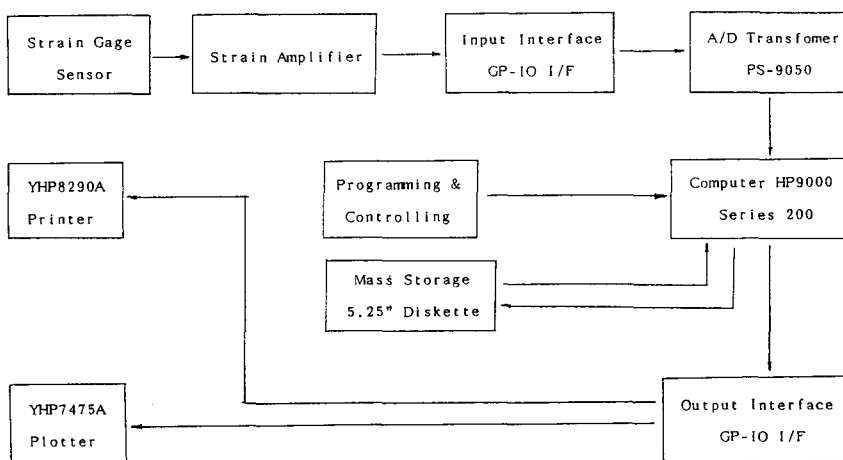 Strain Gage
Sensor
Strain Amplifier
Input Interface
GP-IO I/F
A/D Transfomer
PS-9050
YHP8290A
Printer
Programming &
Controlling
Computer HP9000
Series 200
Mass Storage
5.25" Diskette
YHP7475A
Plotter
Output Interface
GP-IO I/F